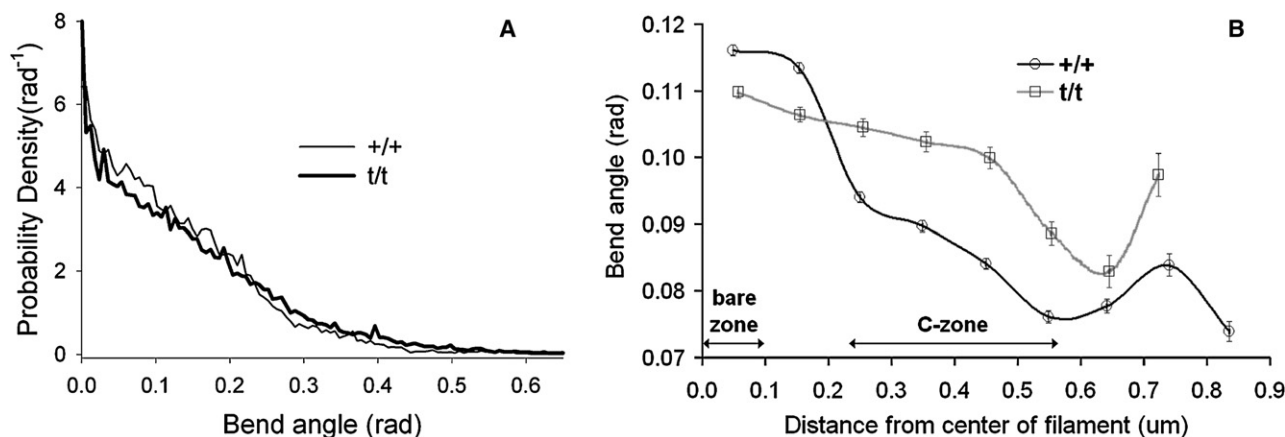 A
8
6
4
2
0
Probability Density(rad⁻¹)
+/+
t/t
0.0 0.1 0.2 0.3 0.4 0.5 0.6
Bend angle (rad)
B
0.12
0.11
0.10
0.09
0.08
0.07
Bend angle (rad)
+/+
t/t
bare
zone
C-zone
0.0 0.1 0.2 0.3 0.4 0.5 0.6 0.7 0.8 0.9
Distance from center of filament (um)